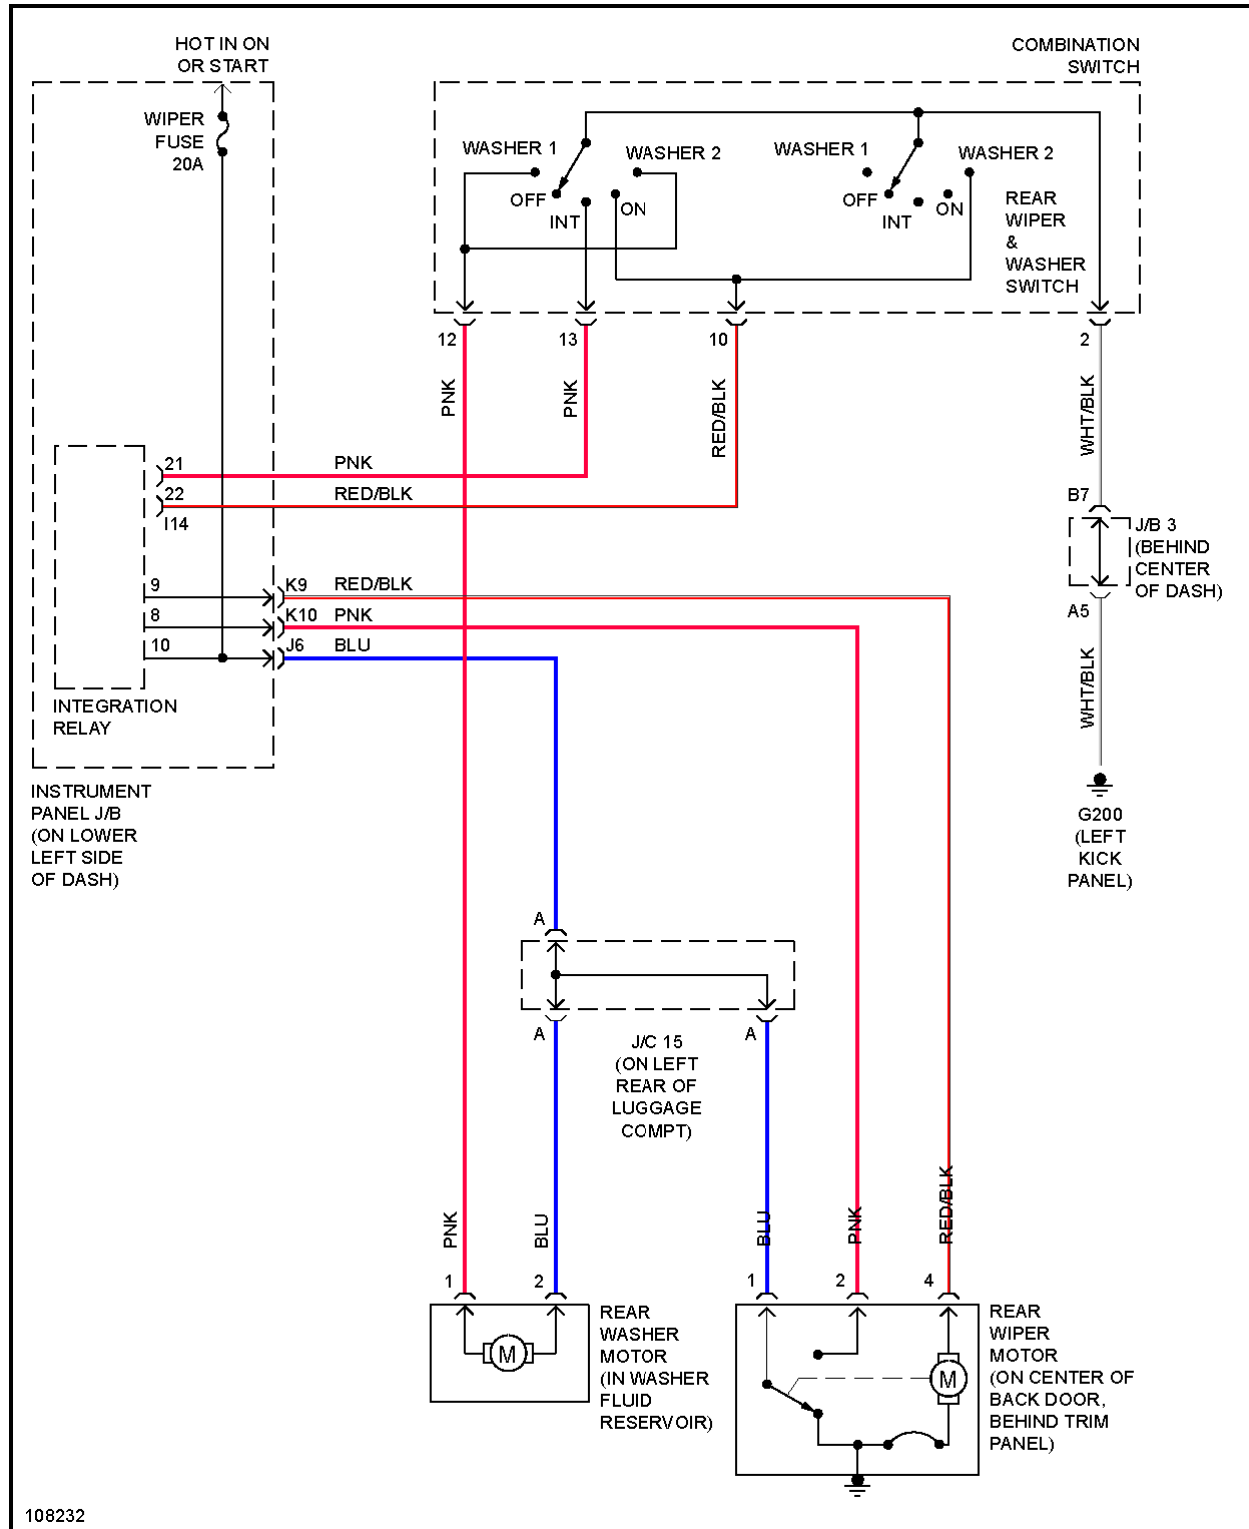 HOT IN ON
OR START
COMBINATION
SWITCH
WIPER
FUSE
20A
WASHER 1
WASHER 2
OFF
INT
ON
WASHER 1
WASHER 2
OFF
INT
ON
REAR
WIPER
&
WASHER
SWITCH
12
13
10
2
PNK
PNK
RED/BLK
WHT/BLK
21
PNK
22
RED/BLK
I14
B7
J/B 3
(BEHIND
CENTER
OF DASH)
A5
9
K9
RED/BLK
8
K10
PNK
10
J6
BLU
WHT/BLK
INTEGRATION
RELAY
INSTRUMENT
PANEL J/B
(ON LOWER
LEFT SIDE
OF DASH)
G200
(LEFT
KICK
PANEL)
A
A
A
J/C 15
(ON LEFT
REAR OF
LUGGAGE
COMPT)
PNK
BLU
BLU
PNK
RED/BLK
1
2
1
2
4
REAR
WASHER
MOTOR
(IN WASHER
FLUID
RESERVOIR)
M
REAR
WIPER
MOTOR
(ON CENTER OF
BACK DOOR,
BEHIND TRIM
PANEL)
M
108232